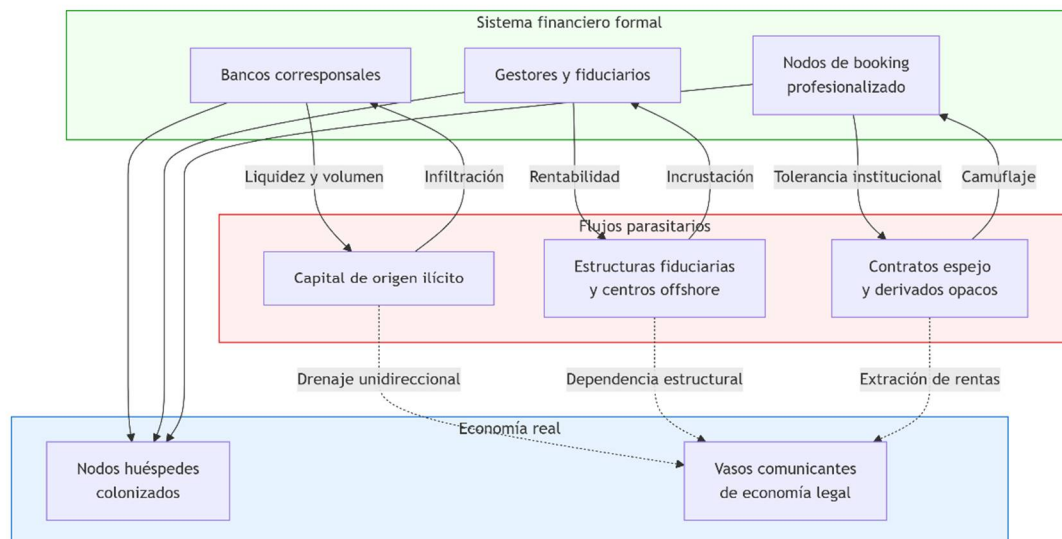 Sistema financiero formal
Bancos corresponsales
Gestores y fiduciarios
Nodos de booking
profesionalizado
Liquidez y volumen
Infiltración
Rentabilidad
Incrustación
Tolerancia institucional
Camuflaje
Flujos parasitarios
Capital de origen ilícito
Estructuras fiduciarias
y centros offshore
Contratos espejo
y derivados opacos
Drenaje unidireccional
Dependencia estructural
Extracción de rentas
Economía real
Nodos huéspedes
colonizados
Vasos comunicantes
de economía legal